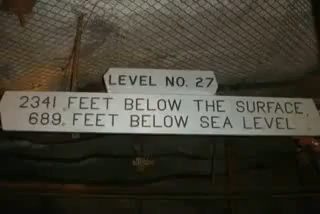 LEVEL NO. 27
2341 FEET BELOW THE SURFACE
689 FEET BELOW SEA LEVEL